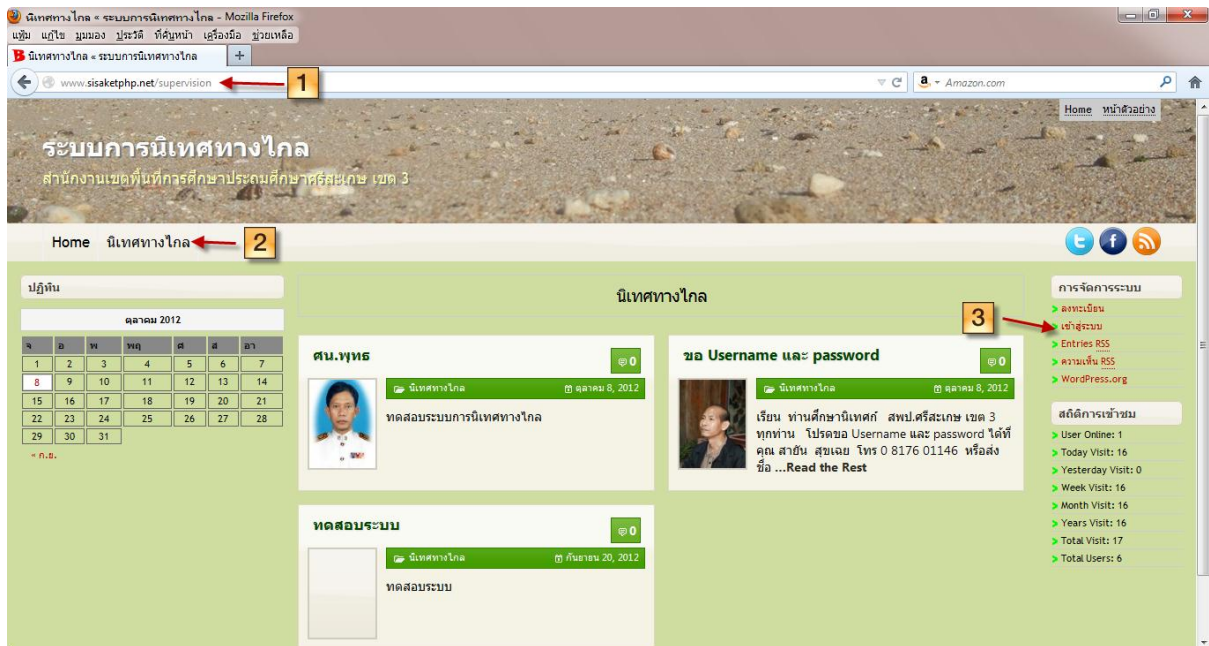 นิเทศทางไกล « ระบบการนิเทศทางไกล - Mozilla Firefox
แฟ้ม แก้ไข มุมมอง ประวัติ ที่คั่นหน้า เครื่องมือ ช่วยเหลือ
นิเทศทางไกล « ระบบการนิเทศทางไกล +
www.sisaketphp.net/supervision
1
Amazon.com
Home หน้าตัวอย่าง
ระบบการนิเทศทางไกล
สำนักงานเขตพื้นที่การศึกษาประถมศึกษาศรีสะเกษ เขต 3
Home นิเทศทางไกล
2
ปฏิทิน
ตุลาคม 2012
จ อ พ พฤ ศ ส อา
1 2 3 4 5 6 7
8 9 10 11 12 13 14
15 16 17 18 19 20 21
22 23 24 25 26 27 28
29 30 31
« ก.ย.
นิเทศทางไกล
ศน.พุทธ
0
นิเทศทางไกล ตุลาคม 8, 2012
ทดสอบระบบการนิเทศทางไกล
ขอ Username และ password
0
นิเทศทางไกล ตุลาคม 8, 2012
เรียน ท่านศึกษานิเทศก์ สพป.ศรีสะเกษ เขต 3
ทุกท่าน โปรดขอ Username และ password ได้ที่
คุณ สายัน สุขเฉย โทร 0 8176 01146 หรือส่ง
ชื่อ ...Read the Rest
ทดสอบระบบ
0
นิเทศทางไกล กันยายน 20, 2012
ทดสอบระบบ
3
การจัดการระบบ
ลงทะเบียน
เข้าสู่ระบบ
Entries RSS
ความเห็น RSS
WordPress.org
สถิติการเข้าชม
User Online: 1
Today Visit: 16
Yesterday Visit: 0
Week Visit: 16
Month Visit: 16
Years Visit: 16
Total Visit: 17
Total Users: 6